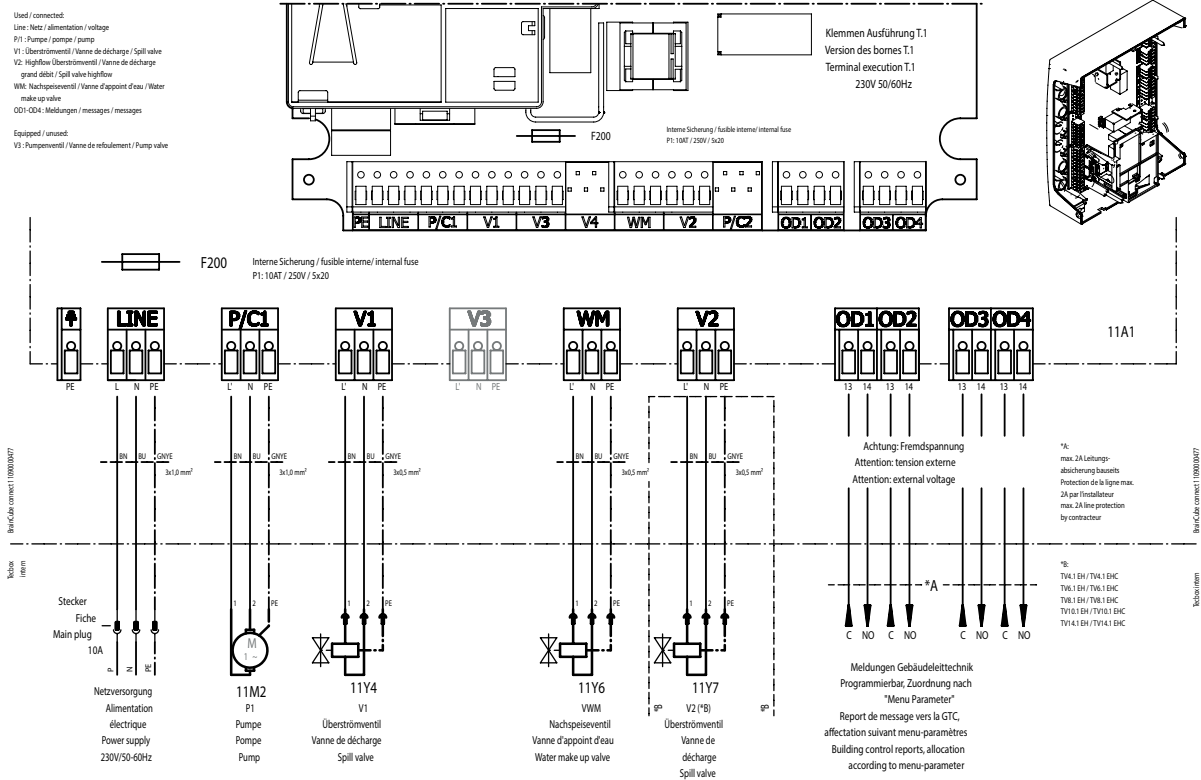 Used / connected:
Line : Netz / alimentation / voltage
P/1 : Pumpe / pompe / pump
V1 : Überströmventil / Vanne de décharge / Spill valve
V2: Highflow Überströmventil / Vanne de décharge
grand débit / Spill valve highflow
WM: Nachspeiseventil / Vanne d'appoint d'eau / Water
make up valve
OD1-OD4 : Meldungen / messages / messages
Equipped / unused:
V3 : Pumpenventil / Vanne de refoulement / Pump valve
Klemmen Ausführung T.1
Version des bornes T.1
Terminal execution T.1
230V 50/60Hz
F200
Interne Sicherung / fusible interne/ internal fuse
P1: 10AT / 250V / 5x20
PE LINE P/C1 V1 V3 V4 WM V2 P/C2 OD1 OD2 OD3 OD4
F200
Interne Sicherung / fusible interne/ internal fuse
P1: 10AT / 250V / 5x20
LINE P/C1 V1 V3 WM V2 OD1 OD2 OD3 OD4
11A1
PE L N PE L' N PE L' N PE L' N PE L' N PE L' N PE 13 14 13 14 13 14 13 14
BN BU GNYE
3x1,0 mm²
BN BU GNYE
3x1,0 mm²
BN BU GNYE
3x0,5 mm²
BN BU GNYE
3x0,5 mm²
BN BU GNYE
3x0,5 mm²
Achtung: Fremdspannung
Attention: tension externe
Attention: external voltage
*A:
max. 2A Leitungs-
absicherung bauseits
Protection de la ligne max.
2A par l'installateur
max. 2A line protection
by contracteur
BrainCube connect 1 1090000477
BrainCube connect 1 1090000477
Tecbox
intern
Tecbox intern
*B:
TV4.1 EH / TV4.1 EHC
TV6.1 EH / TV6.1 EHC
TV8.1 EH / TV8.1 EHC
TV10.1 EH / TV10.1 EHC
TV14.1 EH / TV14.1 EHC
*A
C NO C NO C NO C NO
Stecker
Fiche
Main plug
10A
P N PE
Netzversorgung
Alimentation
électrique
Power supply
230V/50-60Hz
1 2 PE
M
1 ~
11M2
P1
Pumpe
Pompe
Pump
1 2 PE
11Y4
V1
Überströmventil
Vanne de décharge
Spill valve
1 2 PE
11Y6
VWM
Nachspeiseventil
Vanne d'appoint d'eau
Water make up valve
1 2 PE
11Y7
*B V2 (*B) *B
Überströmventil
Vanne de
décharge
Spill valve
Meldungen Gebäudeleittechnik
Programmierbar, Zuordnung nach
"Menu Parameter"
Report de message vers la GTC,
affectation suivant menu-paramètres
Building control reports, allocation
according to menu-parameter